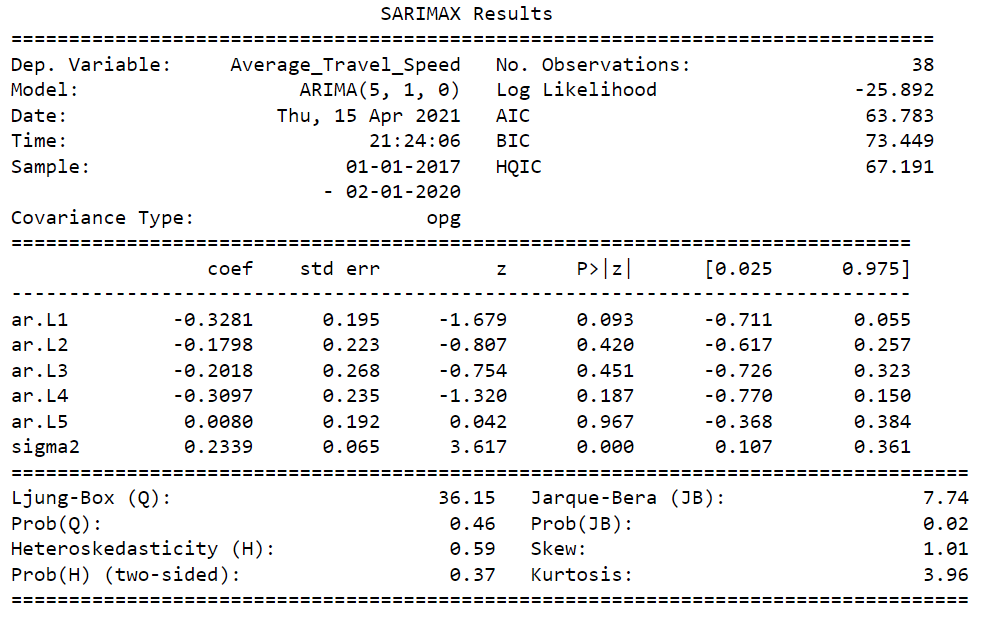 SARIMAX Results
==============================================================================
Dep. Variable: Average_Travel_Speed No. Observations: 38
Model: ARIMA(5, 1, 0) Log Likelihood -25.892
Date: Thu, 15 Apr 2021 AIC 63.783
Time: 21:24:06 BIC 73.449
Sample: 01-01-2017 HQIC 67.191
- 02-01-2020
Covariance Type: opg
==============================================================================
coef std err z P>|z| [0.025 0.975]
------------------------------------------------------------------------------
ar.L1 -0.3281 0.195 -1.679 0.093 -0.711 0.055
ar.L2 -0.1798 0.223 -0.807 0.420 -0.617 0.257
ar.L3 -0.2018 0.268 -0.754 0.451 -0.726 0.323
ar.L4 -0.3097 0.235 -1.320 0.187 -0.770 0.150
ar.L5 0.0080 0.192 0.042 0.967 -0.368 0.384
sigma2 0.2339 0.065 3.617 0.000 0.107 0.361
===================================================================================
Ljung-Box (Q): 36.15 Jarque-Bera (JB): 7.74
Prob(Q): 0.46 Prob(JB): 0.02
Heteroskedasticity (H): 0.59 Skew: 1.01
Prob(H) (two-sided): 0.37 Kurtosis: 3.96
===================================================================================